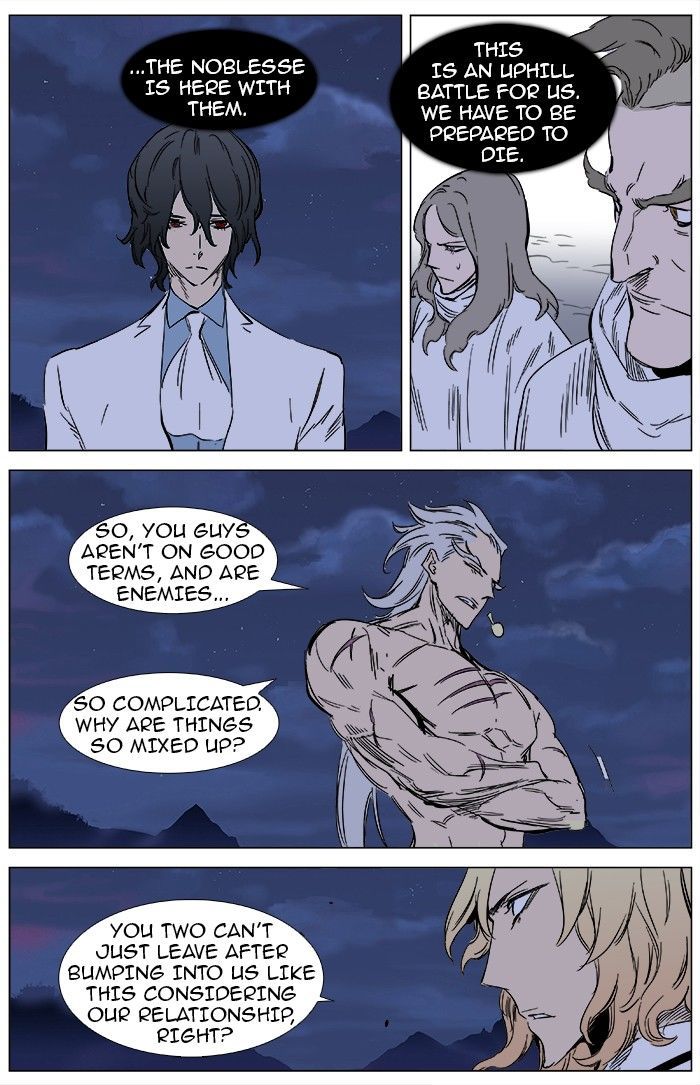 ...THE NOBLESSE
IS HERE WITH
THEM.
THIS
IS AN UPHILL
BATTLE FOR US.
WE HAVE TO BE
PREPARED TO
DIE.
SO, YOU GUYS
AREN'T ON GOOD
TERMS, AND ARE
ENEMIES...
SO COMPLICATED.
WHY ARE THINGS
SO MIXED UP?
YOU TWO CAN'T
JUST LEAVE AFTER
BUMPING INTO US LIKE
THIS CONSIDERING
OUR RELATIONSHIP,
RIGHT?